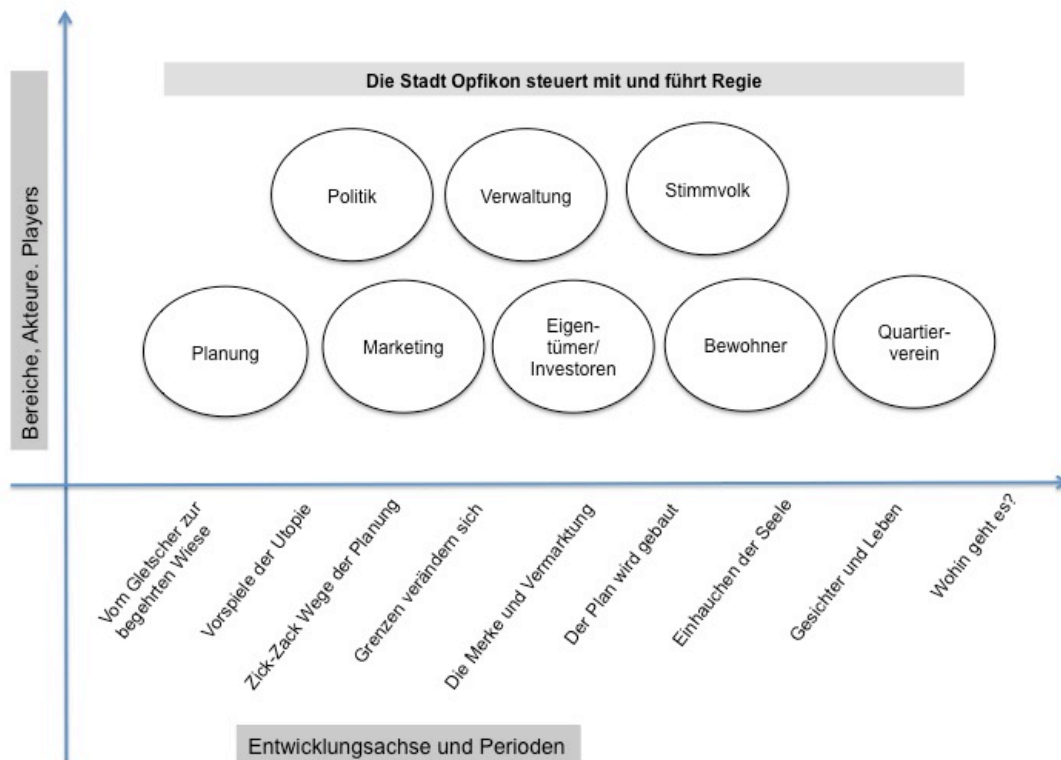 Die Stadt Opfikon steuert mit und führt Regie
Politik
Verwaltung
Stimmvolk
Planung
Marketing
Eigen-
tümer/
Investoren
Bewohner
Quartier-
verein
Bereiche, Akteure. Players
Vom Gletscher zur
begehrten Wiese
Vorspiele der Utopie
Zick-Zack Wege der Planung
Grenzen verändern sich
Die Merke und Vermarktung
Der Plan wird gebaut
Einhauchen der Seele
Gesichter und Leben
Wohin geht es?
Entwicklungsachse und Perioden